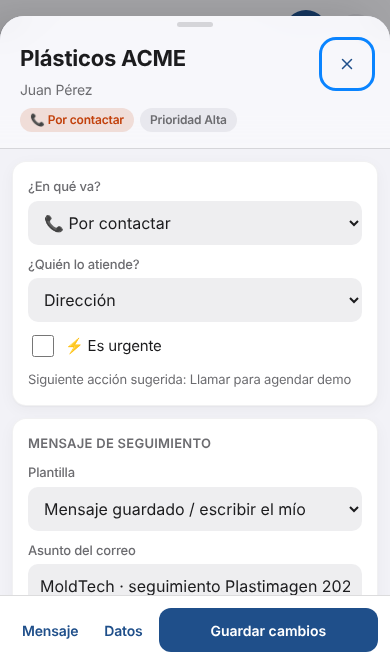 Plásticos ACME
Juan Pérez
📞 Por contactar Prioridad Alta
¿En qué va?
📞 Por contactar
¿Quién lo atiende?
Dirección
⚡ Es urgente
Siguiente acción sugerida: Llamar para agendar demo
MENSAJE DE SEGUIMIENTO
Plantilla
Mensaje guardado / escribir el mío
Asunto del correo
MoldTech · seguimiento Plastimagen 202
Mensaje Datos Guardar cambios